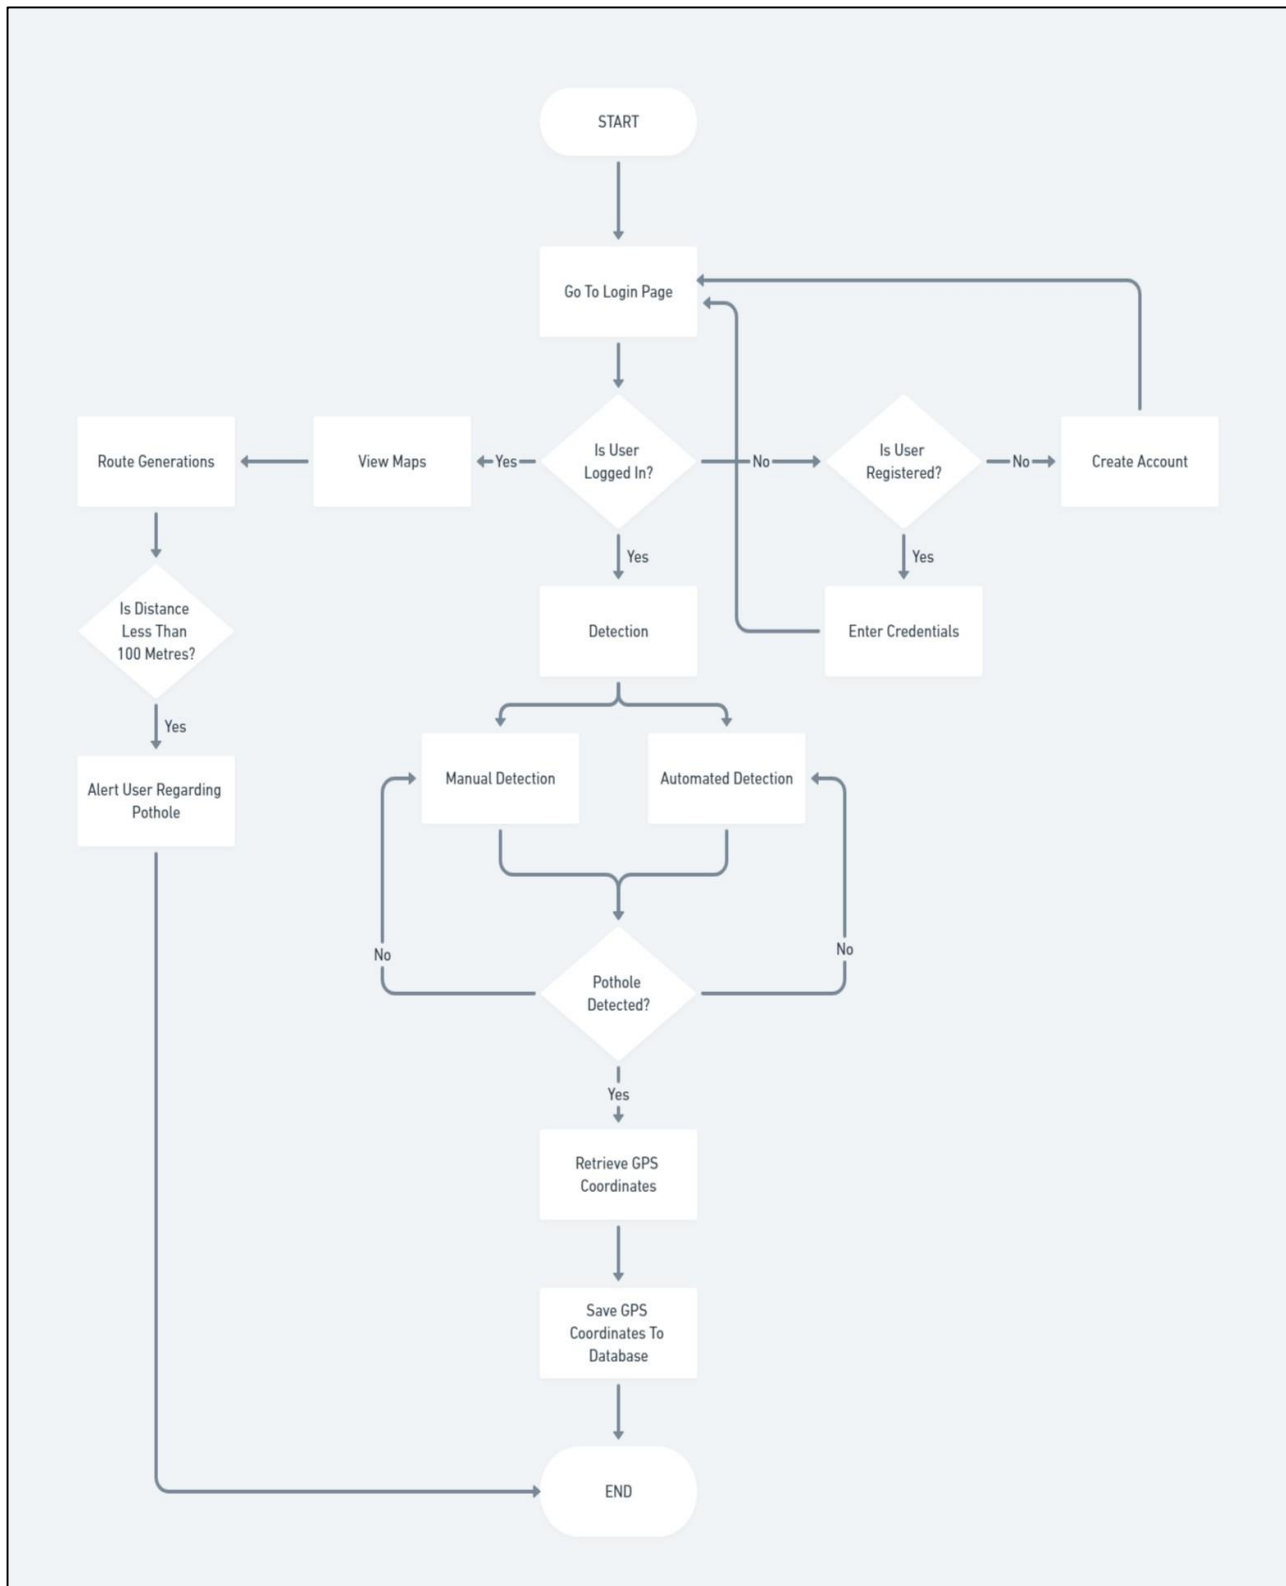 START
Go To Login Page
Route Generations
View Maps
Yes
Is User
Logged In?
No
Is User
Registered?
No
Create Account
Yes
Yes
Is Distance
Less Than
100 Metres?
Detection
Enter Credentials
Yes
Alert User Regarding
Pothole
Manual Detection
Automated Detection
No
No
Pothole
Detected?
Yes
Retrieve GPS
Coordinates
Save GPS
Coordinates To
Database
END